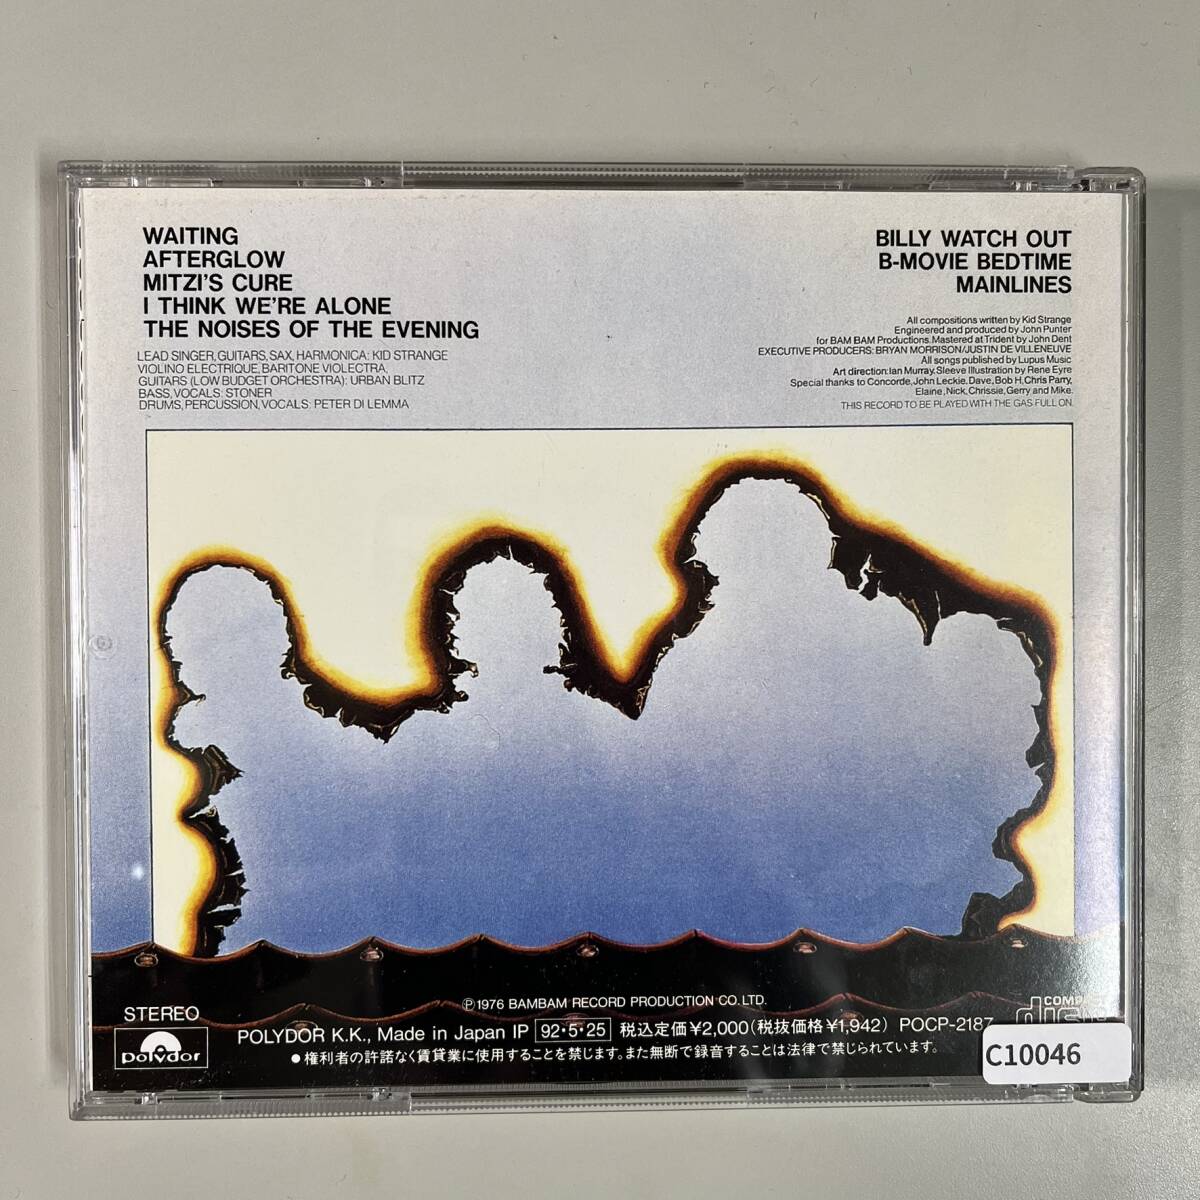 WAITING
AFTERGLOW
MITZI'S CURE
I THINK WE'RE ALONE
THE NOISES OF THE EVENING
LEAD SINGER, GUITARS, SAX, HARMONICA: KID STRANGE
VIOLINO ELECTRIQUE, BARITONE VIOLECTRA,
GUITARS (LOW BUDGET ORCHESTRA): URBAN BLITZ
BASS, VOCALS: STONER
DRUMS, PERCUSSION, VOCALS: PETER DI LEMMA
BILLY WATCH OUT
B-MOVIE BEDTIME
MAINLINES
All compositions written by Kid Strange
Engineered and produced by John Punter
for BAM BAM Productions. Mastered at Trident by John Dent
EXECUTIVE PRODUCERS: BRYAN MORRISON/JUSTIN DE VILLENEUVE
All songs published by Lupus Music
Art direction: Ian Murray. Sleeve Illustration by Rene Eyre
Special thanks to Concorde, John Leckie, Dave, Bob H, Chris Parry,
Elaine, Nick, Chrissie, Gerry and Mike.
THIS RECORD TO BE PLAYED WITH THE GAS FULL ON.
Ⓟ1976 BAMBAM RECORD PRODUCTION CO. LTD.
STEREO
polydor
POLYDOR K.K., Made in Japan IP 92·5·25 税込定価¥2,000(税抜価格¥1,942) POCP-2187
●権利者の許諾なく賃貸業に使用することを禁じます。また無断で録音することは法律で禁じられています。
C10046